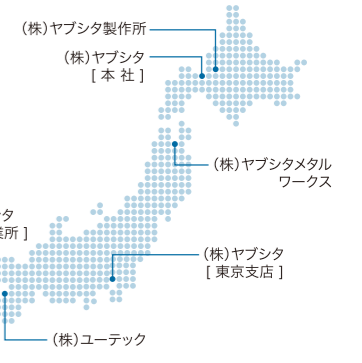 （株）ヤブシタ製作所
（株）ヤブシタ
[ 本 社 ]
（株）ヤブシタメタル
ワークス
タ
所 ]
（株）ヤブシタ
[ 東京支店 ]
（株）ユーテック